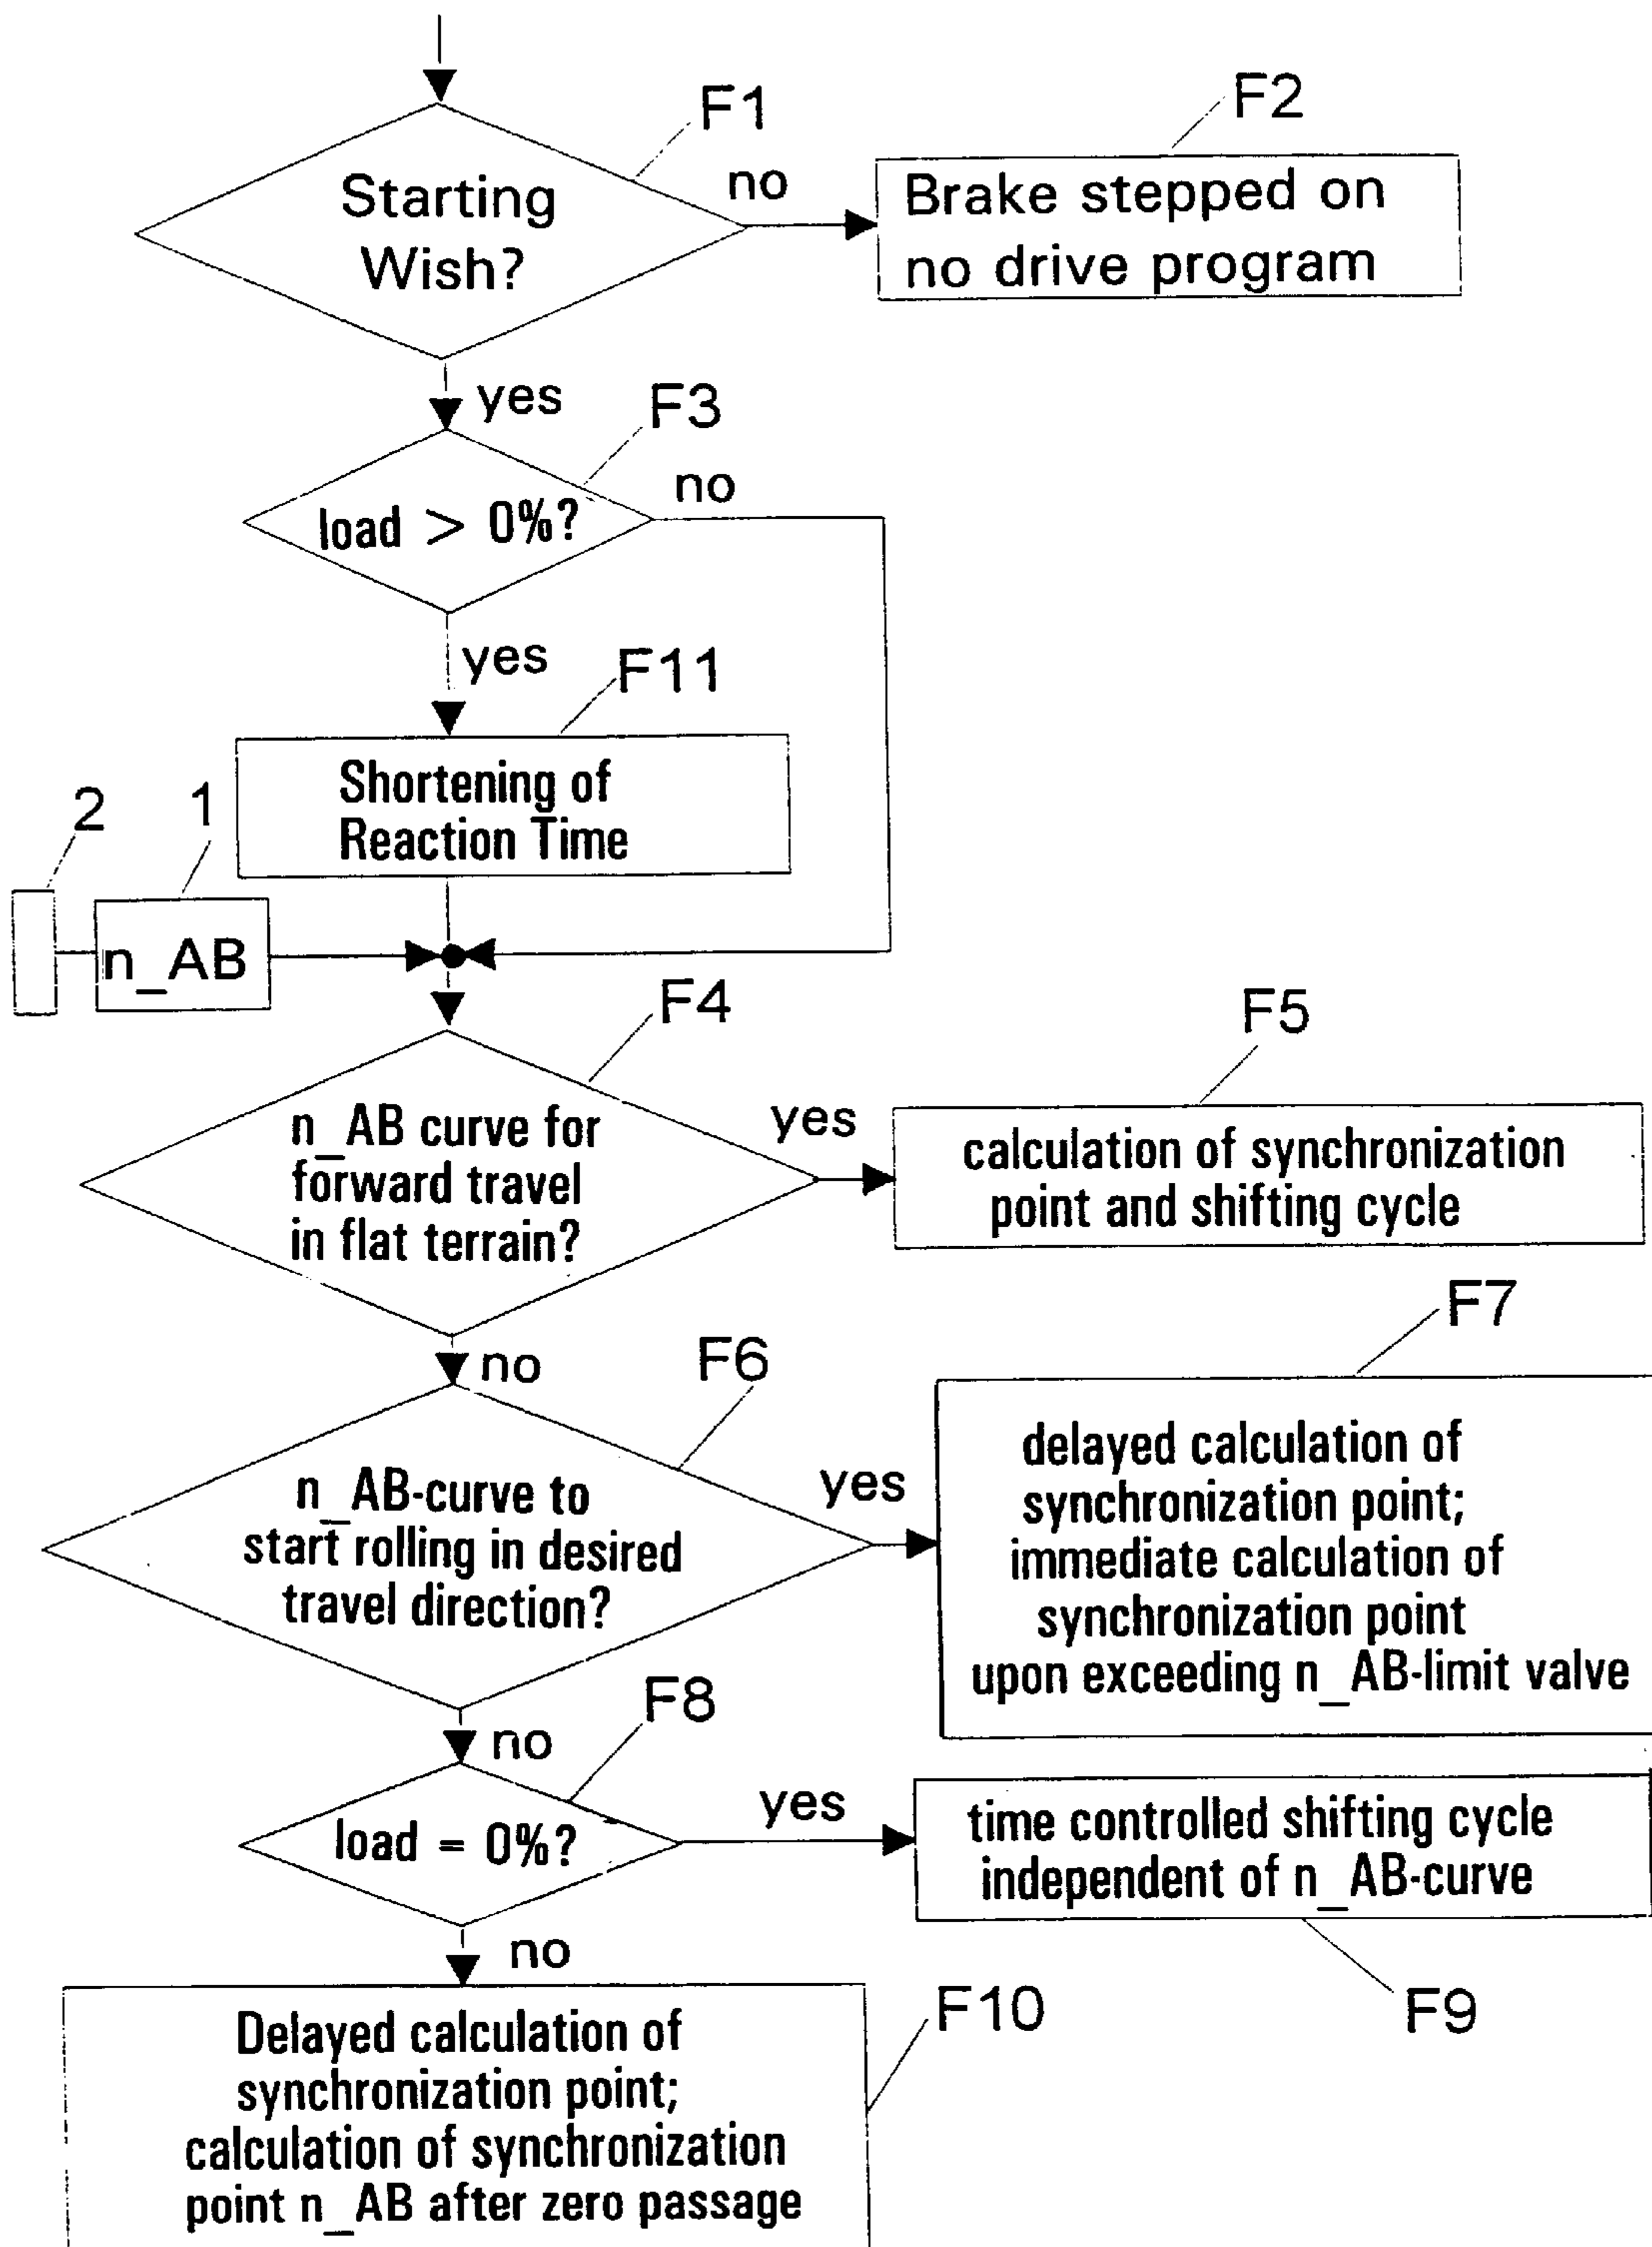 F1
F2
Starting
Wish?
no
Brake stepped on
no drive program
yes
F3
load > 0%?
no
yes
F11
Shortening of
Reaction Time
2
1
n_AB
F4
F5
n_AB curve for
forward travel
in flat terrain?
yes
calculation of synchronization
point and shifting cycle
no
F6
F7
n_AB-curve to
start rolling in desired
travel direction?
yes
delayed calculation of
synchronization point;
immediate calculation of
synchronization point
upon exceeding n_AB-limit valve
no
F8
load = 0%?
yes
time controlled shifting cycle
independent of n_AB-curve
F9
no
F10
Delayed calculation of
synchronization point;
calculation of synchronization
point n_AB after zero passage